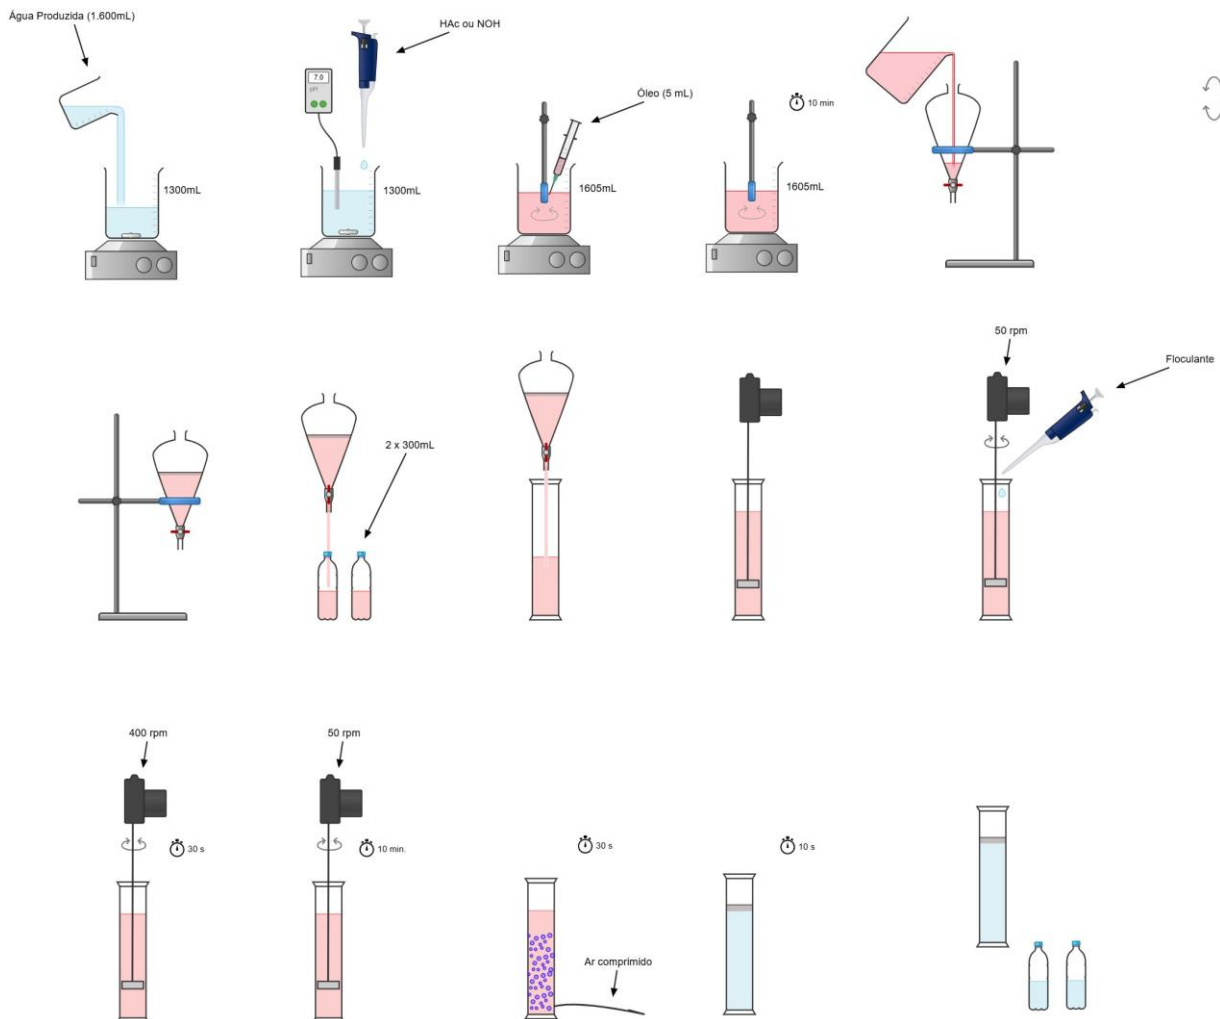 Água Produzida (1.600mL)
HAc ou NOH
7.0
pH
Óleo (5 mL)
10 min
1300mL
1300mL
1605mL
1605mL
50 rpm
Floculante
2 x 300mL
400 rpm
50 rpm
30 s
10 min.
30 s
10 s
Ar comprimido